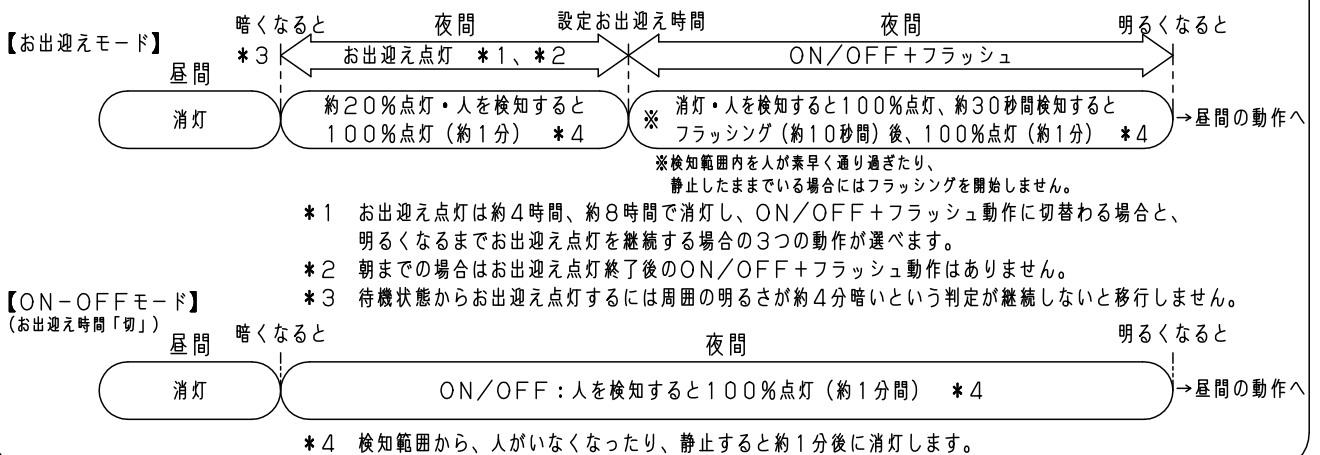 暗くなると 夜間 設定お出迎え時間 夜間 明るくなると
【お出迎えモード】
＊3 お出迎え点灯 ＊1、＊2 ON／OFF＋フラッシュ
昼間
消灯
約20％点灯・人を検知すると
100％点灯（約1分） ＊4
※ 消灯・人を検知すると100％点灯、約30秒間検知すると
フラッシング（約10秒間）後、100％点灯（約1分） ＊4
→昼間の動作へ
※検知範囲内を人が素早く通り過ぎたり、
静止したままでいる場合にはフラッシングを開始しません。
＊1 お出迎え点灯は約4時間、約8時間で消灯し、ON／OFF＋フラッシュ動作に切替わる場合と、
明るくなるまでお出迎え点灯を継続する場合の3つの動作が選べます。
＊2 朝までの場合はお出迎え点灯終了後のON／OFF＋フラッシュ動作はありません。
＊3 待機状態からお出迎え点灯するには周囲の明るさが約4分暗いという判定が継続しないと移行しません。
【ON－OFFモード】
（お出迎え時間「切」）
昼間 暗くなると 夜間 明るくなると
消灯 ON／OFF：人を検知すると100％点灯（約1分間） ＊4 →昼間の動作へ
＊4 検知範囲から、人がいなくなったり、静止すると約1分後に消灯します。